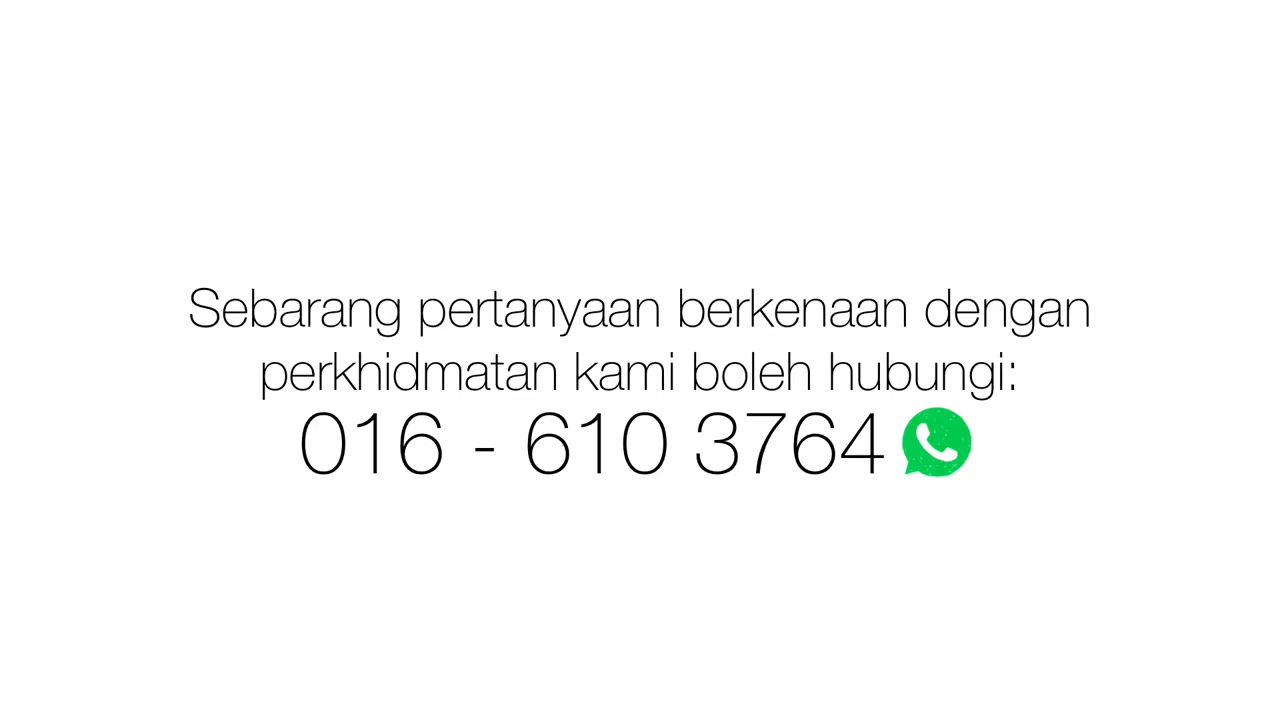 Sebarang pertanyaan berkenaan dengan
perkhidmatan kami boleh hubungi:
016 - 610 3764